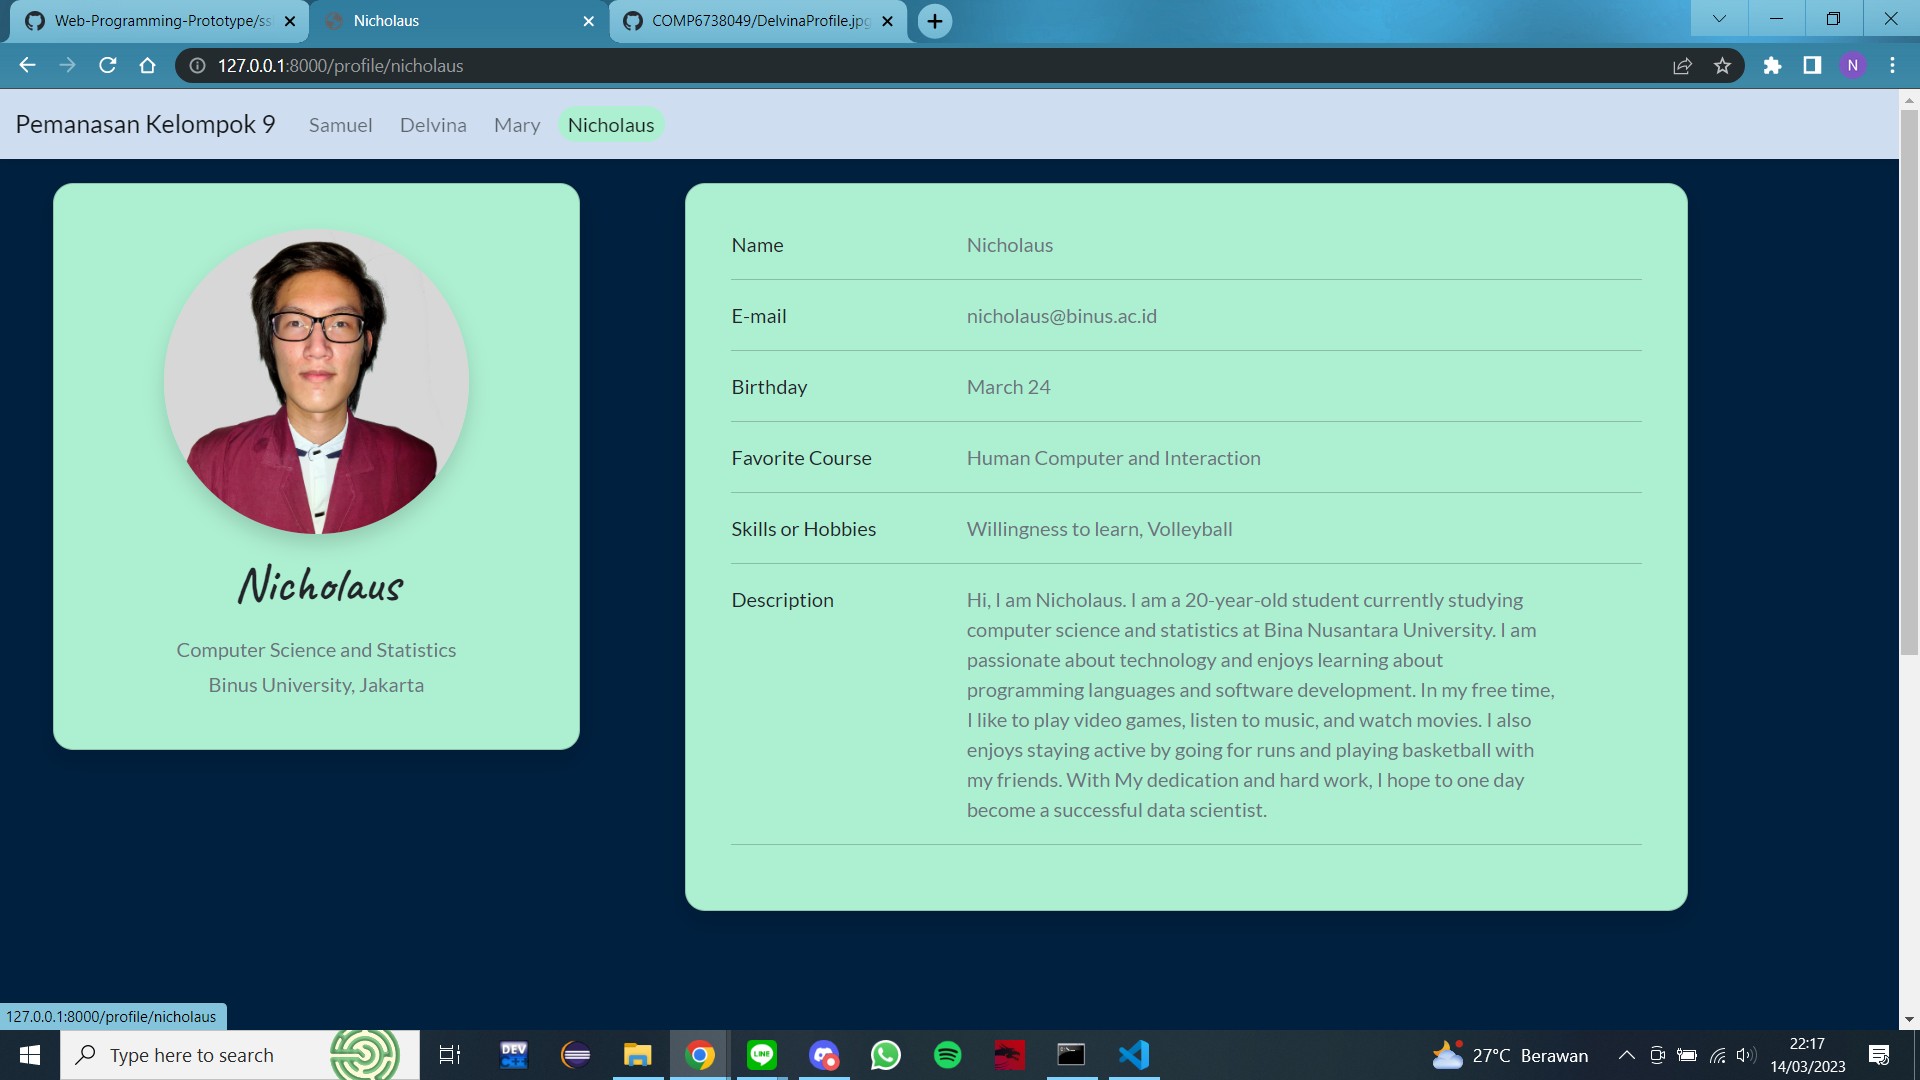 Web-Programming-Prototype/ss
Nicholaus
COMP6738049/DelvinaProfile.jpg
127.0.0.1:8000/profile/nicholaus
N
Pemanasan Kelompok 9 Samuel Delvina Mary Nicholaus
Nicholaus
Computer Science and Statistics
Binus University, Jakarta
Name Nicholaus
E-mail nicholaus@binus.ac.id
Birthday March 24
Favorite Course Human Computer and Interaction
Skills or Hobbies Willingness to learn, Volleyball
Description Hi, I am Nicholaus. I am a 20-year-old student currently studying
computer science and statistics at Bina Nusantara University. I am
passionate about technology and enjoys learning about
programming languages and software development. In my free time,
I like to play video games, listen to music, and watch movies. I also
enjoys staying active by going for runs and playing basketball with
my friends. With My dedication and hard work, I hope to one day
become a successful data scientist.
127.0.0.1:8000/profile/nicholaus
Type here to search
DEV
LINE
27°C Berawan
22:17
14/03/2023